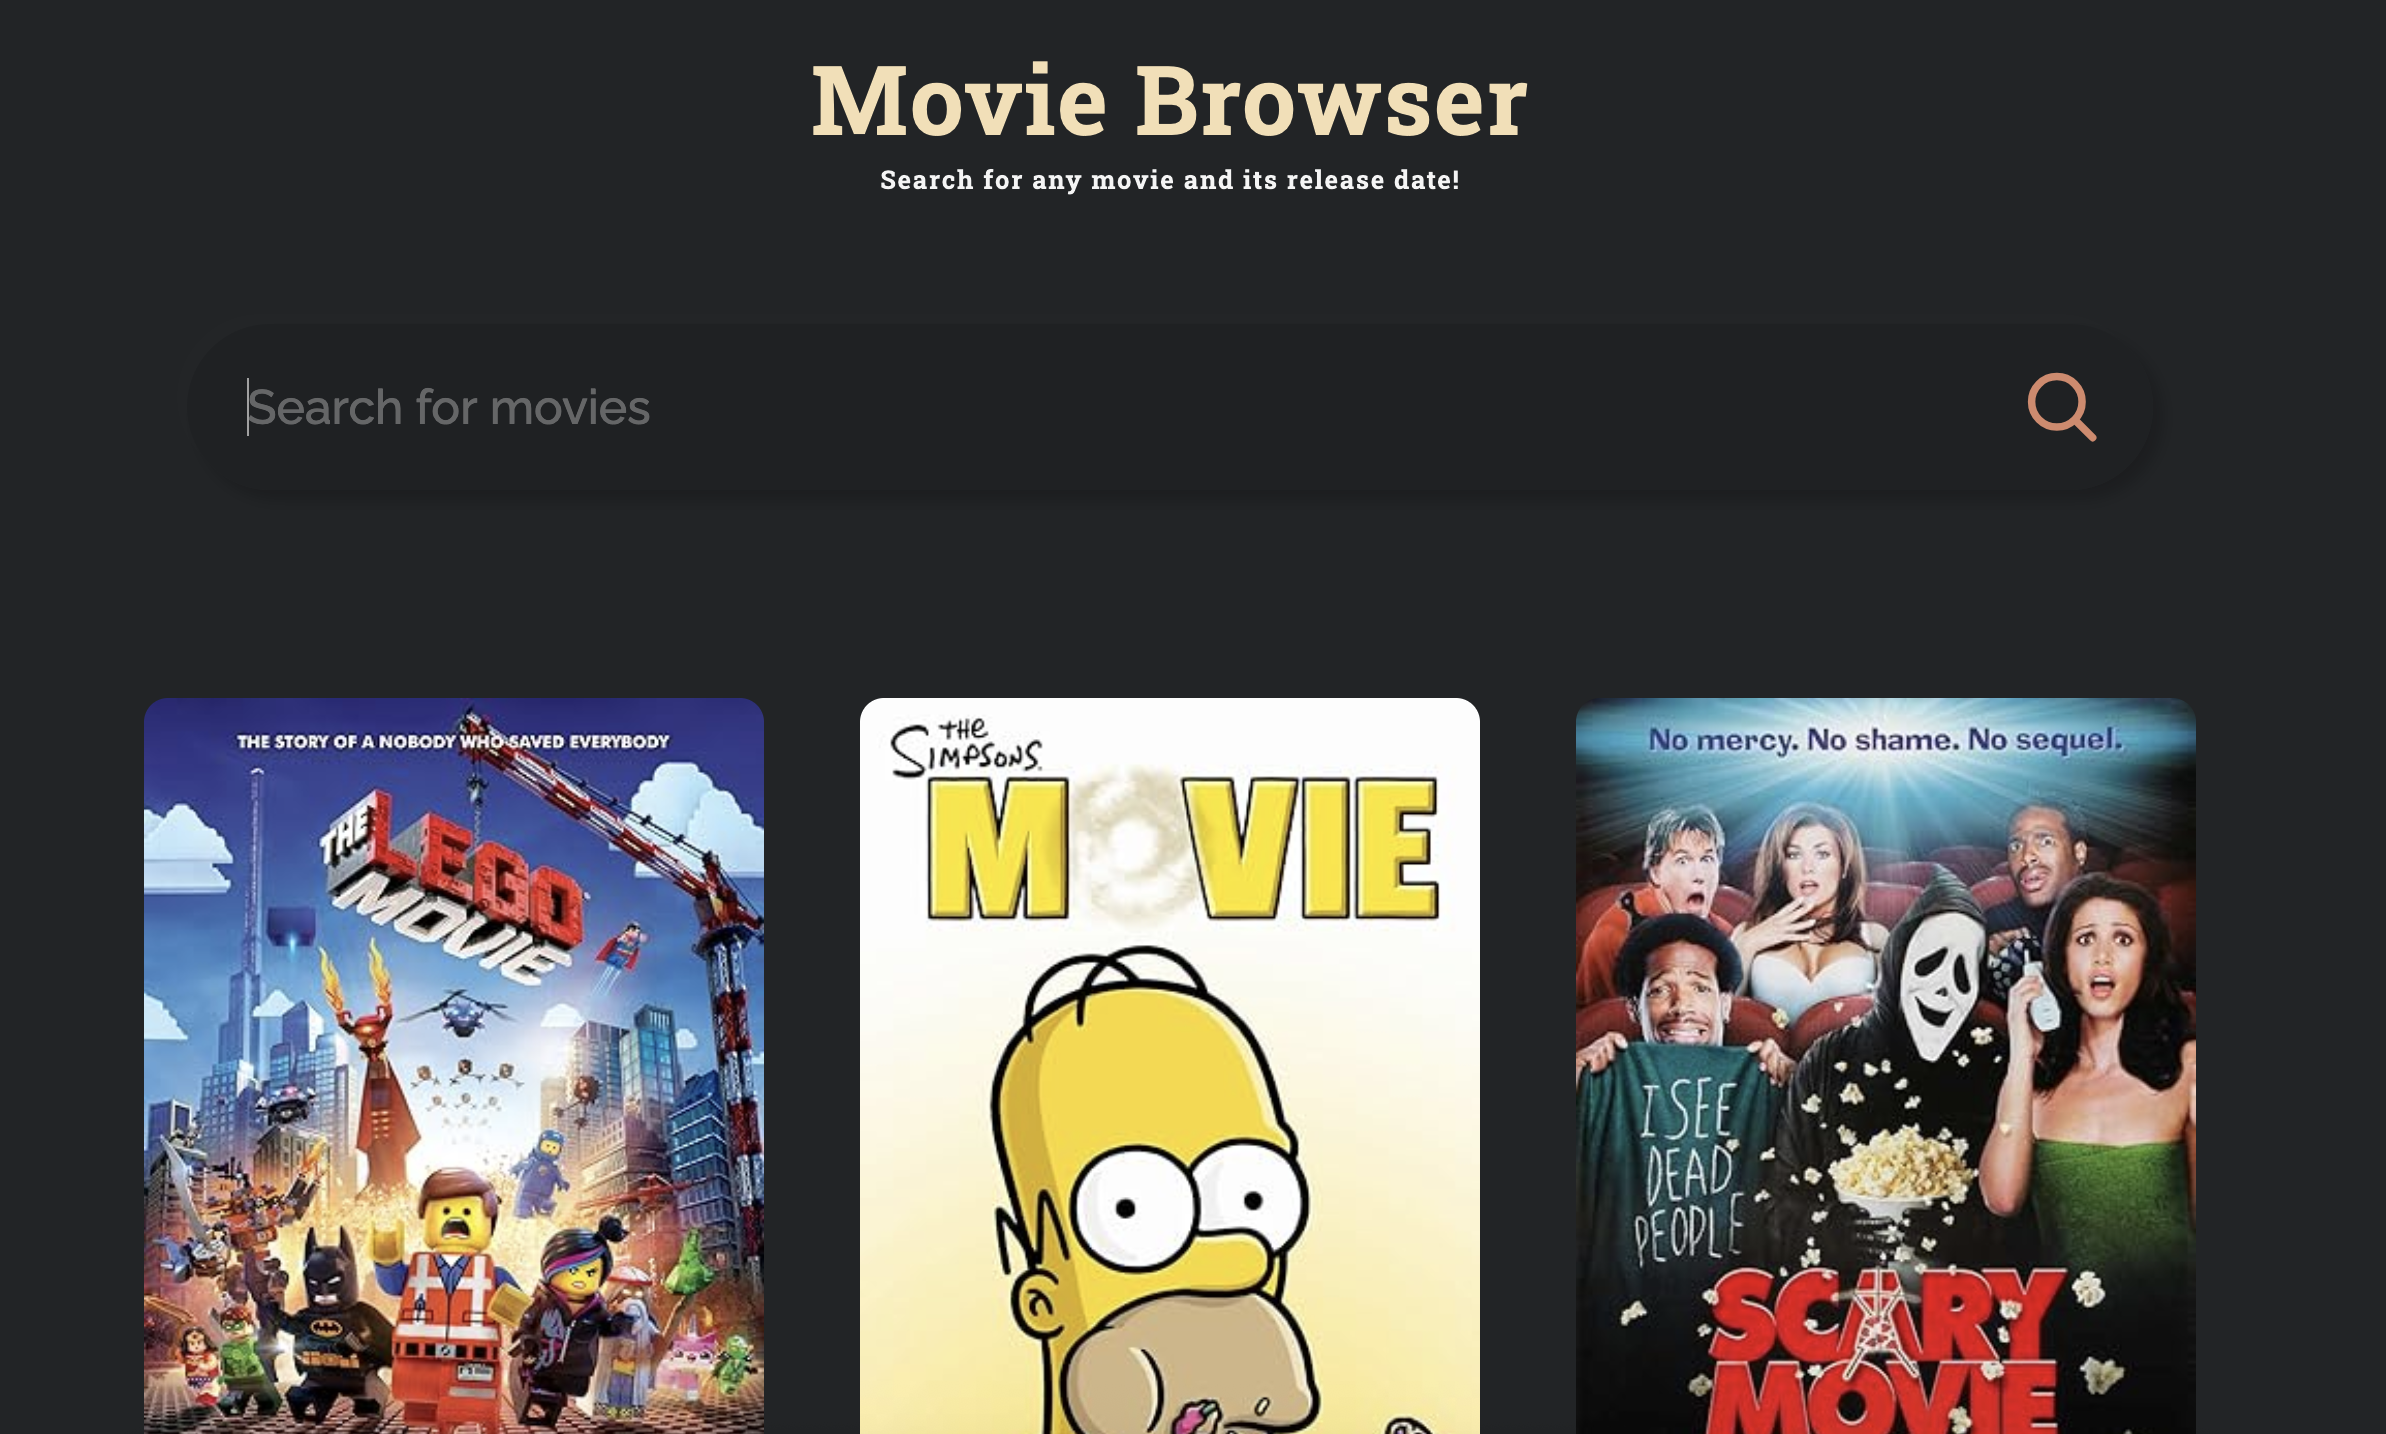 Movie Browser
Search for any movie and its release date!
Search for movies
THE STORY OF A NOBODY WHO SAVED EVERYBODY
THE
LEGO
MOVIE
THE
SIMPSONS
MOVIE
No mercy. No shame. No sequel.
I SEE
DEAD
PEOPLE
SCARY
MOVIE